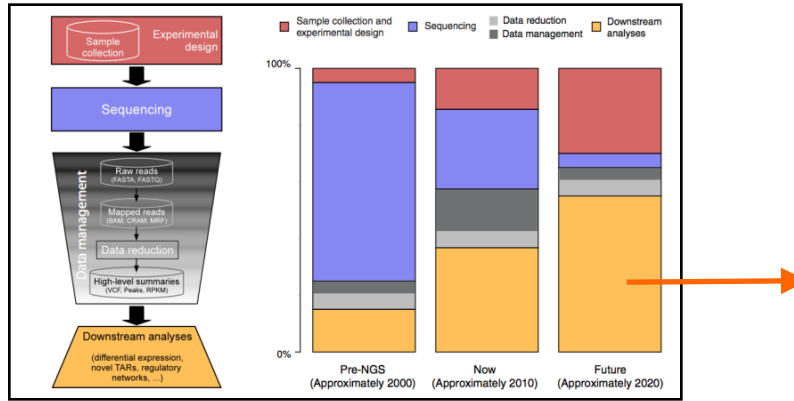 Sample
collection
Experimental
design
Sequencing
Data management
Raw reads
(FASTA, FASTQ)
Mapped reads
(BAM, CRAM, MRF)
Data reduction
High-level summaries
(VCF, Peaks, RPKM)
Downstream analyses
(differential expression,
novel TARs, regulatory
networks, ...)
Sample collection and
experimental design
Sequencing
Data reduction
Data management
Downstream
analyses
100%
0%
Pre-NGS
(Approximately 2000)
Now
(Approximately 2010)
Future
(Approximately 2020)